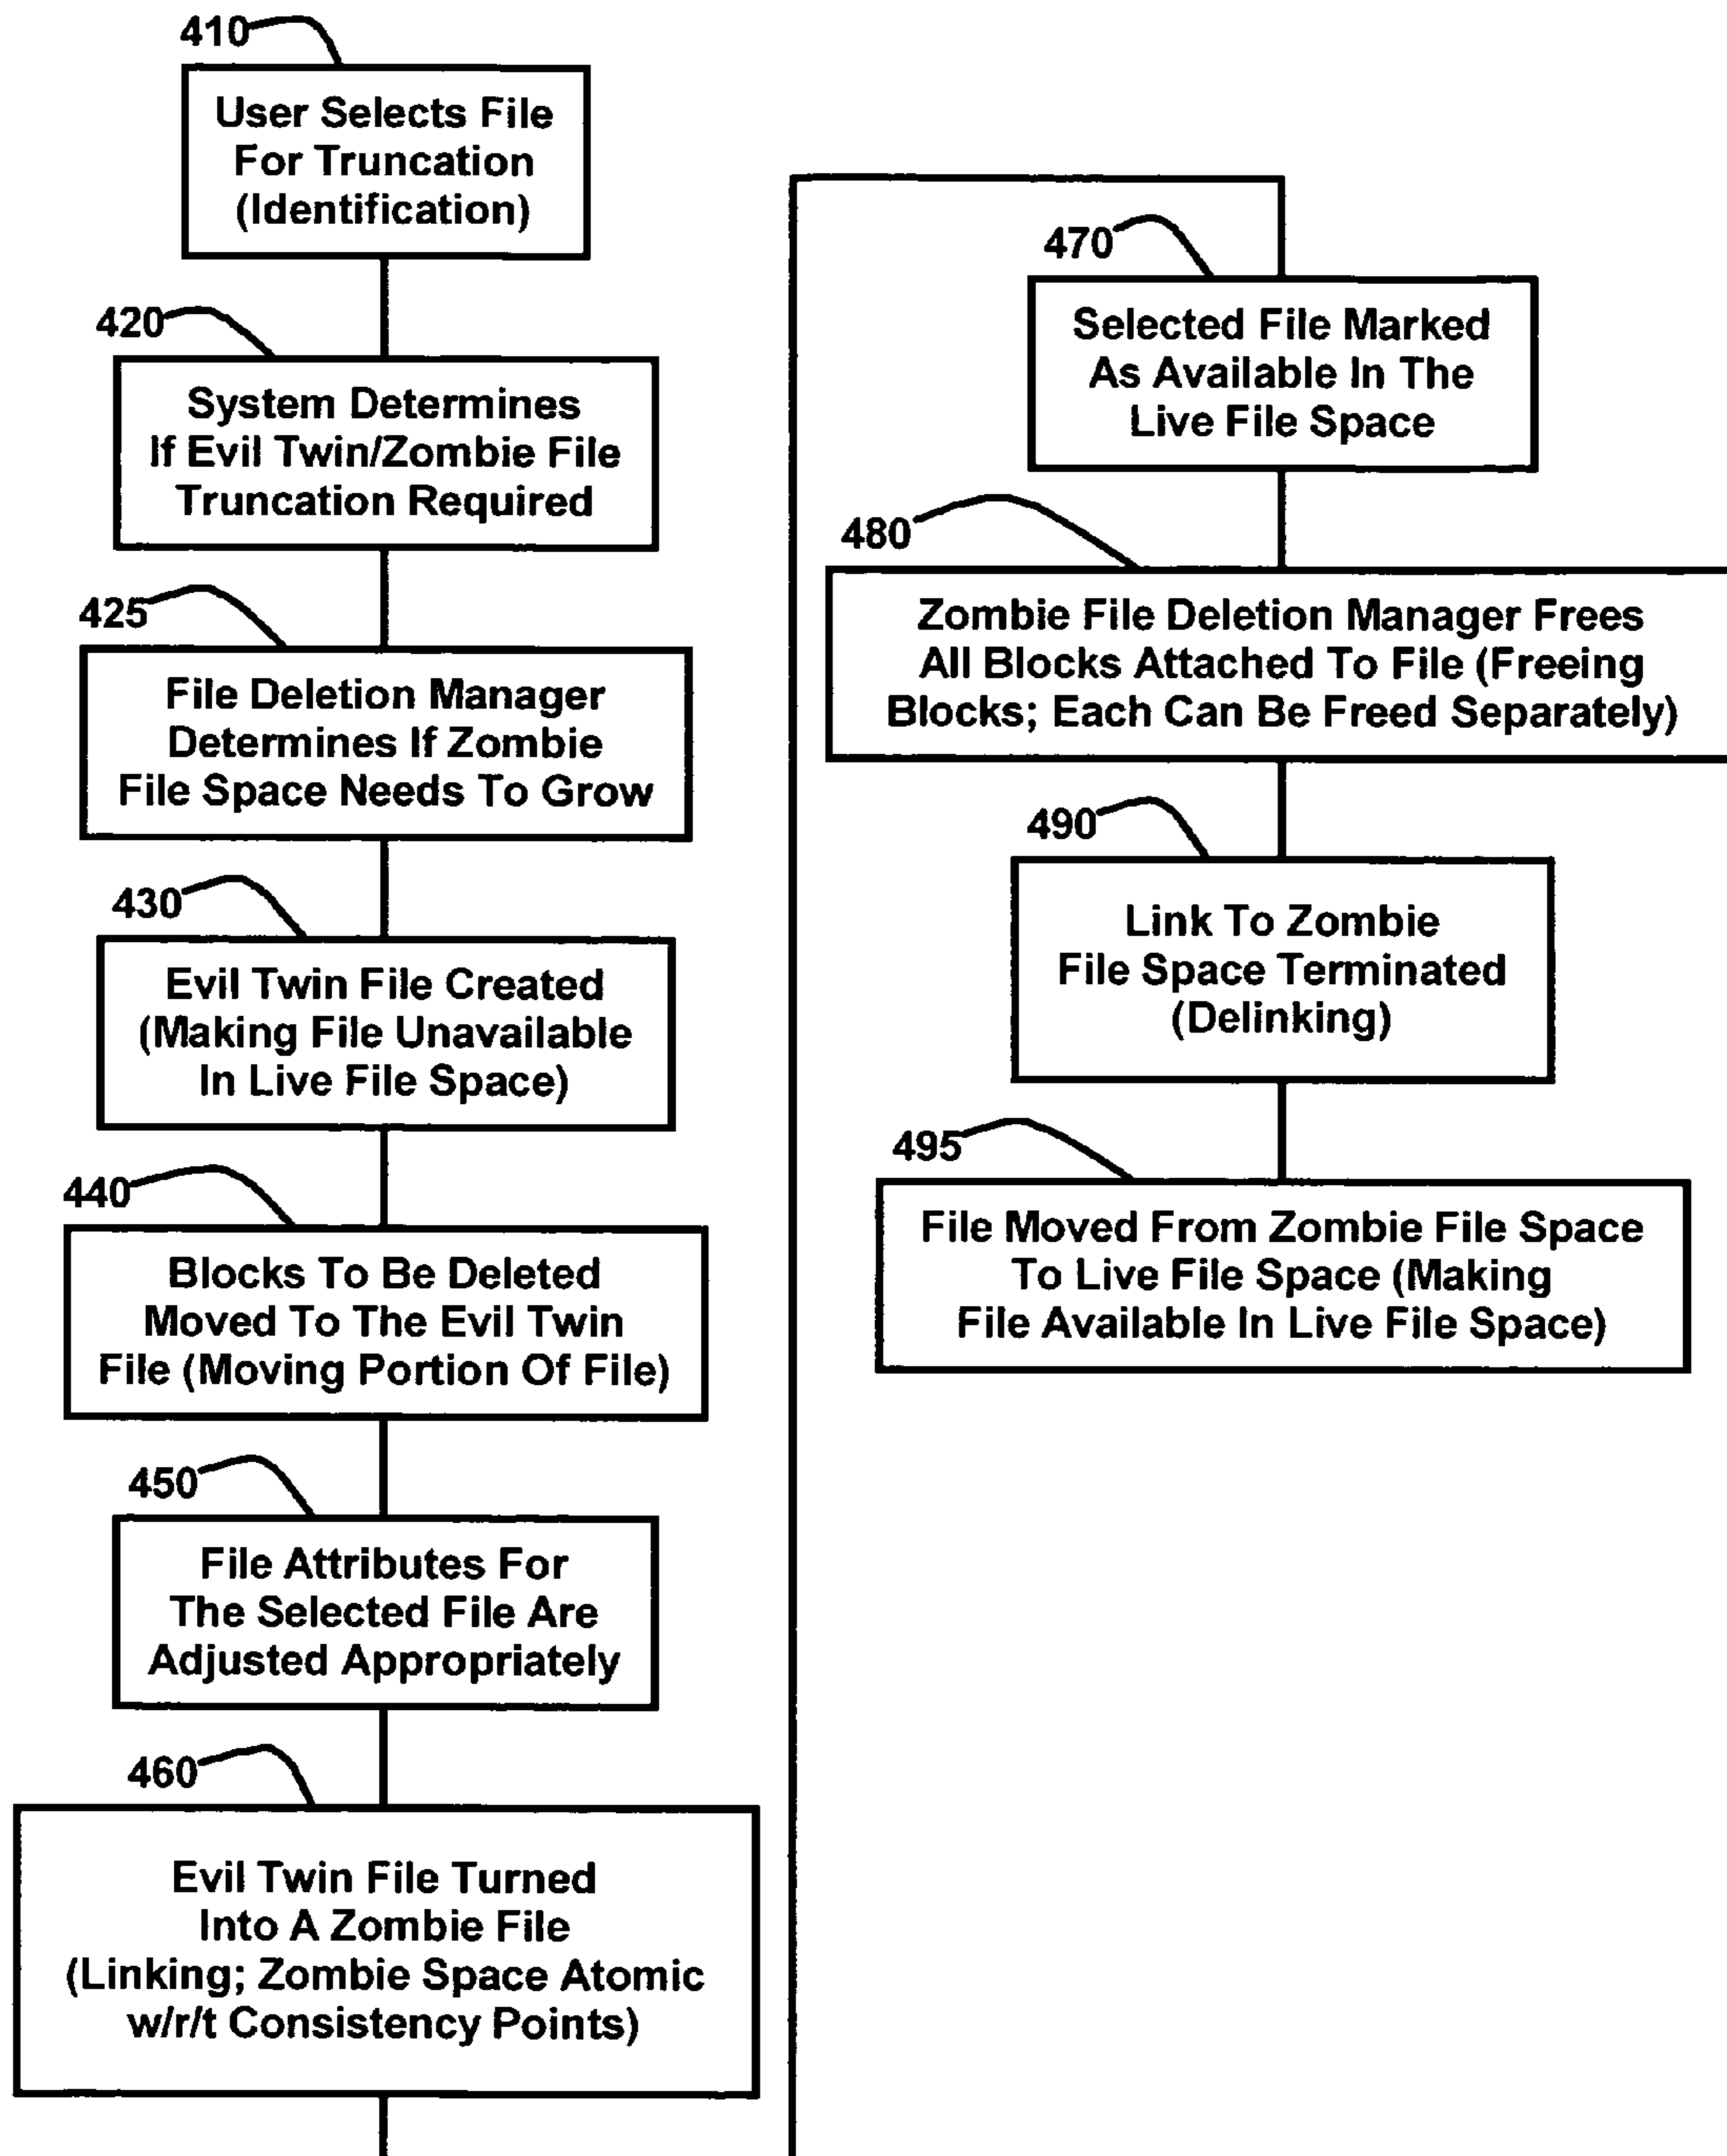 410
User Selects File
For Truncation
(Identification)
420
System Determines
If Evil Twin/Zombie File
Truncation Required
425
File Deletion Manager
Determines If Zombie
File Space Needs To Grow
430
Evil Twin File Created
(Making File Unavailable
In Live File Space)
440
Blocks To Be Deleted
Moved To The Evil Twin
File (Moving Portion Of File)
450
File Attributes For
The Selected File Are
Adjusted Appropriately
460
Evil Twin File Turned
Into A Zombie File
(Linking; Zombie Space Atomic
w/r/t Consistency Points)
470
Selected File Marked
As Available In The
Live File Space
480
Zombie File Deletion Manager Frees
All Blocks Attached To File (Freeing
Blocks; Each Can Be Freed Separately)
490
Link To Zombie
File Space Terminated
(Delinking)
495
File Moved From Zombie File Space
To Live File Space (Making
File Available In Live File Space)